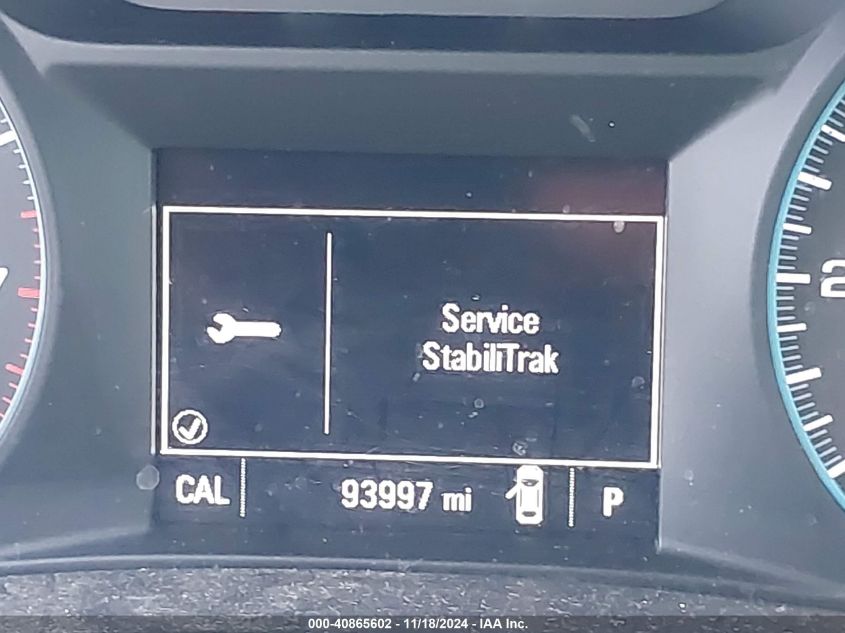 Service
StabiliTrak
CAL 93997 mi P
000-40865602 - 11/18/2024 - IAA Inc.